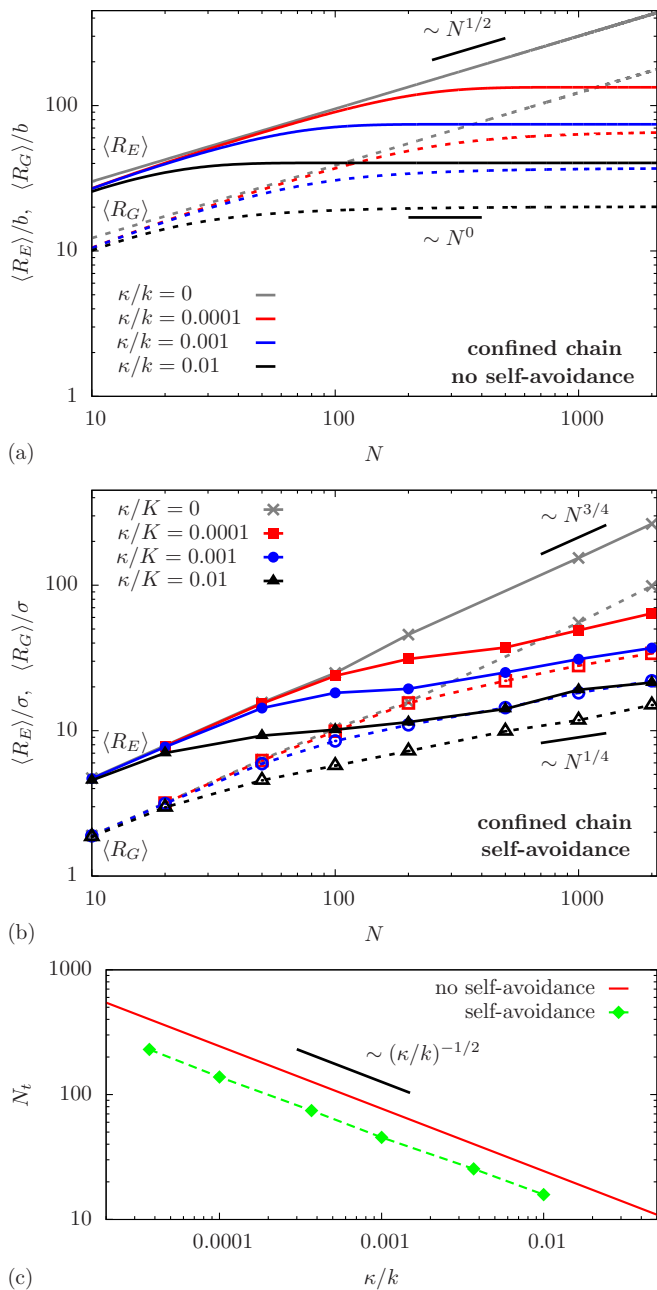 ∼ N^{1/2}
100
⟨R_E⟩
⟨R_E⟩/b, ⟨R_G⟩/b
⟨R_G⟩
10
∼ N^0
κ/k = 0
κ/k = 0.0001
κ/k = 0.001
κ/k = 0.01
confined chain
no self-avoidance
1
10 100 1000
(a) N
κ/K = 0
κ/K = 0.0001
κ/K = 0.001
κ/K = 0.01
∼ N^{3/4}
100
⟨R_E⟩/σ, ⟨R_G⟩/σ
10
⟨R_E⟩
∼ N^{1/4}
⟨R_G⟩
confined chain
self-avoidance
1
10 100 1000
(b) N
1000
no self-avoidance
self-avoidance
∼ (κ/k)^{−1/2}
N_t
100
10
0.0001 0.001 0.01
(c) κ/k